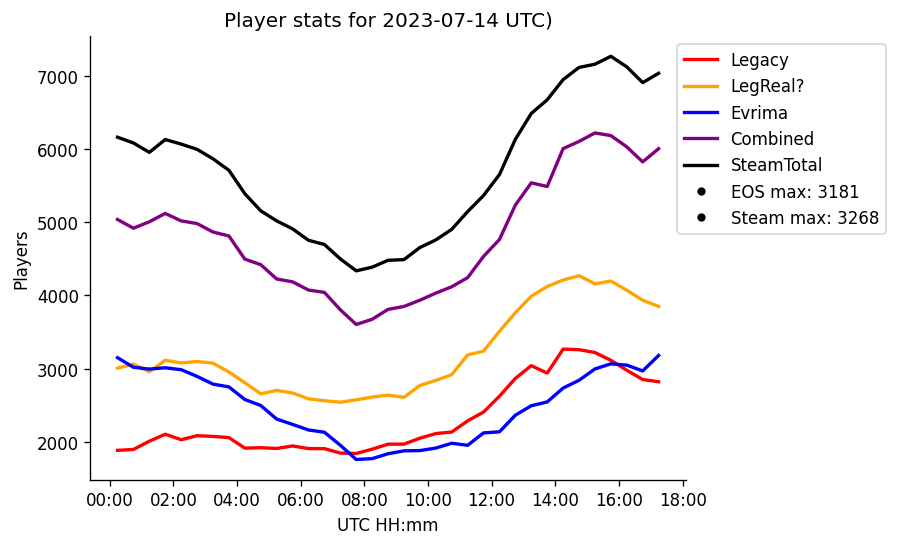 Player stats for 2023-07-14 UTC)
Players
7000
6000
5000
4000
3000
2000
00:00 02:00 04:00 06:00 08:00 10:00 12:00 14:00 16:00 18:00
UTC HH:mm
Legacy
LegReal?
Evrima
Combined
SteamTotal
EOS max: 3181
Steam max: 3268